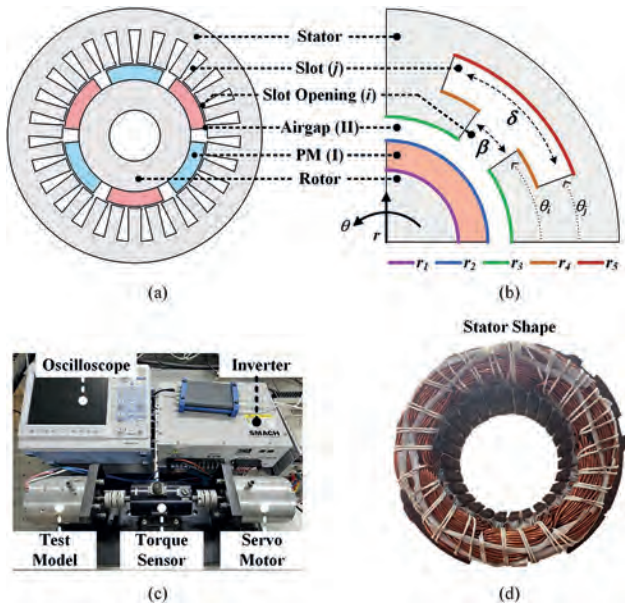 Stator
Slot (j)
Slot Opening (i)
Airgap (II)
PM (I)
Rotor
(a)
δ
β
θi
θj
θ
r
r1 r2 r3 r4 r5
(b)
Oscilloscope
Inverter
SMACH
Test Model
Torque Sensor
Servo Motor
(c)
Stator Shape
(d)